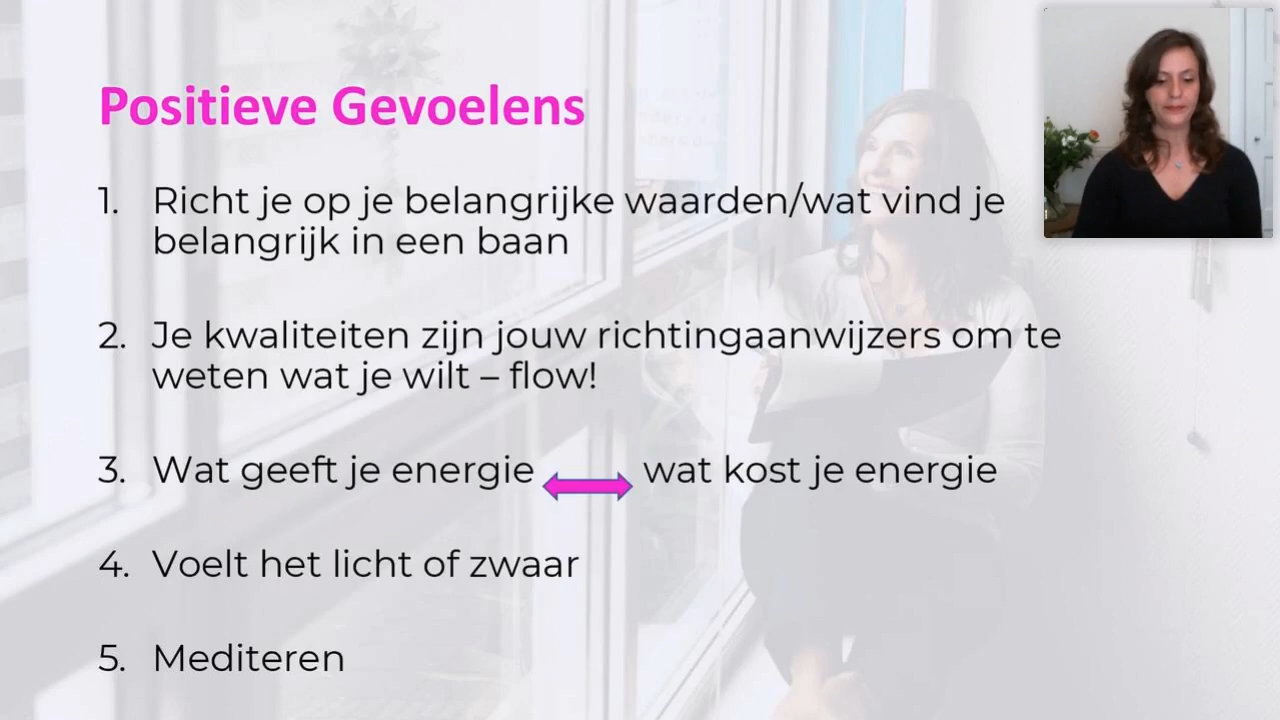 Positieve Gevoelens
1. Richt je op je belangrijke waarden/wat vind je
belangrijk in een baan
2. Je kwaliteiten zijn jouw richtingaanwijzers om te
weten wat je wilt – flow!
3. Wat geeft je energie wat kost je energie
4. Voelt het licht of zwaar
5. Mediteren